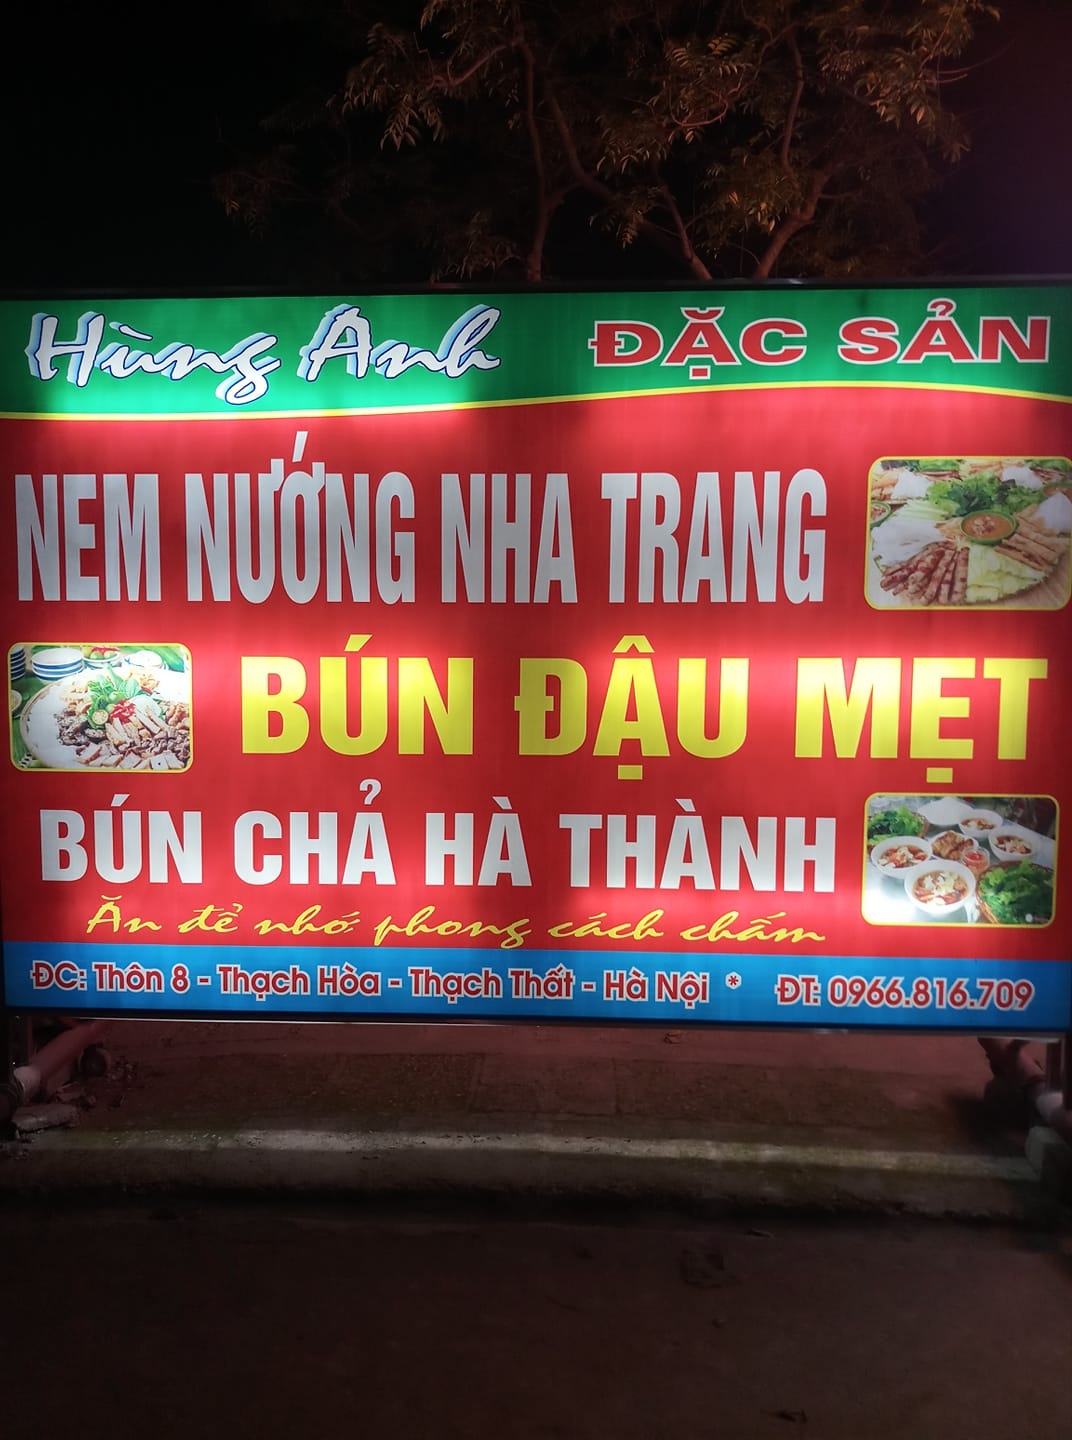 Hùng Anh ĐẶC SẢN
NEM NƯỚNG NHA TRANG
BÚN ĐẬU MẸT
BÚN CHẢ HÀ THÀNH
Ăn để nhớ phong cách chấm
ĐC: Thôn 8 - Thạch Hòa - Thạch Thất - Hà Nội * ĐT: 0966.816.709